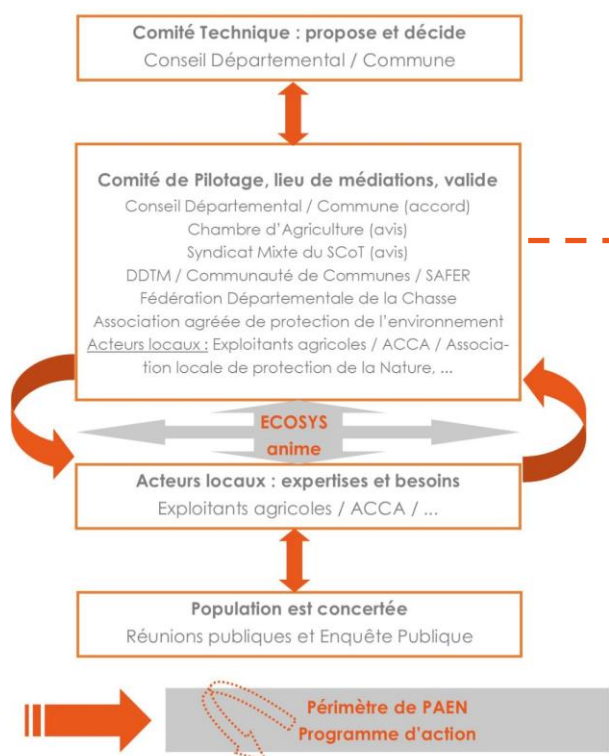 Comité Technique : propose et décide
Conseil Départemental / Commune
Comité de Pilotage, lieu de médiations, valide
Conseil Départemental / Commune (accord)
Chambre d'Agriculture (avis)
Syndicat Mixte du SCoT (avis)
DDTM / Communauté de Communes / SAFER
Fédération Départementale de la Chasse
Association agréée de protection de l'environnement
Acteurs locaux : Exploitants agricoles / ACCA / Associa-
tion locale de protection de la Nature, ...
ECOSYS
anime
Acteurs locaux : expertises et besoins
Exploitants agricoles / ACCA / ...
Population est concertée
Réunions publiques et Enquête Publique
Périmètre de PAEN
Programme d'action